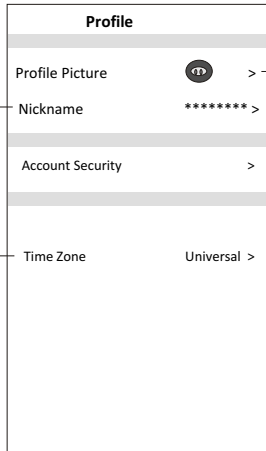 Profile
Profile Picture >
Nickname ******** >
Account Security >
Time Zone Universal >